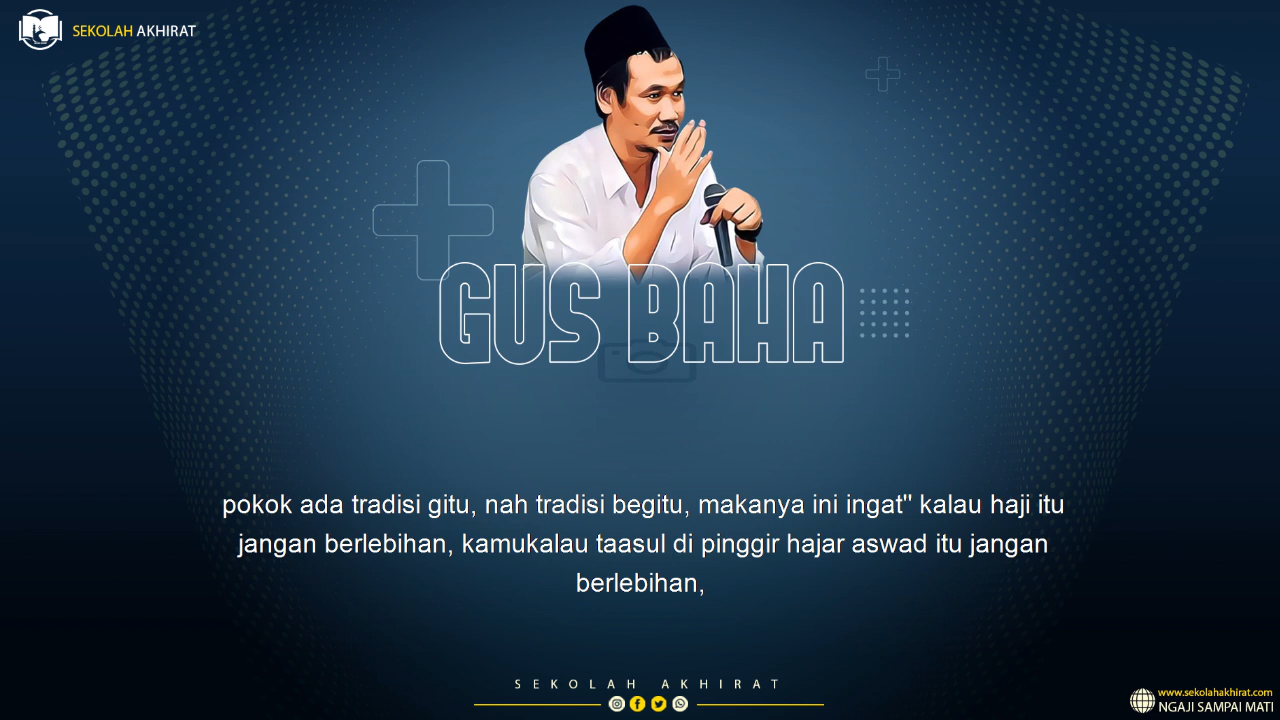 SEKOLAH AKHIRAT
GUS BAHA
pokok ada tradisi gitu, nah tradisi begitu, makanya ini ingat" kalau haji itu
jangan berlebihan, kamukalau taasul di pinggir hajar aswad itu jangan
berlebihan,
SEKOLAH AKHIRAT
www.sekolahakhirat.com
NGAJI SAMPAI MATI